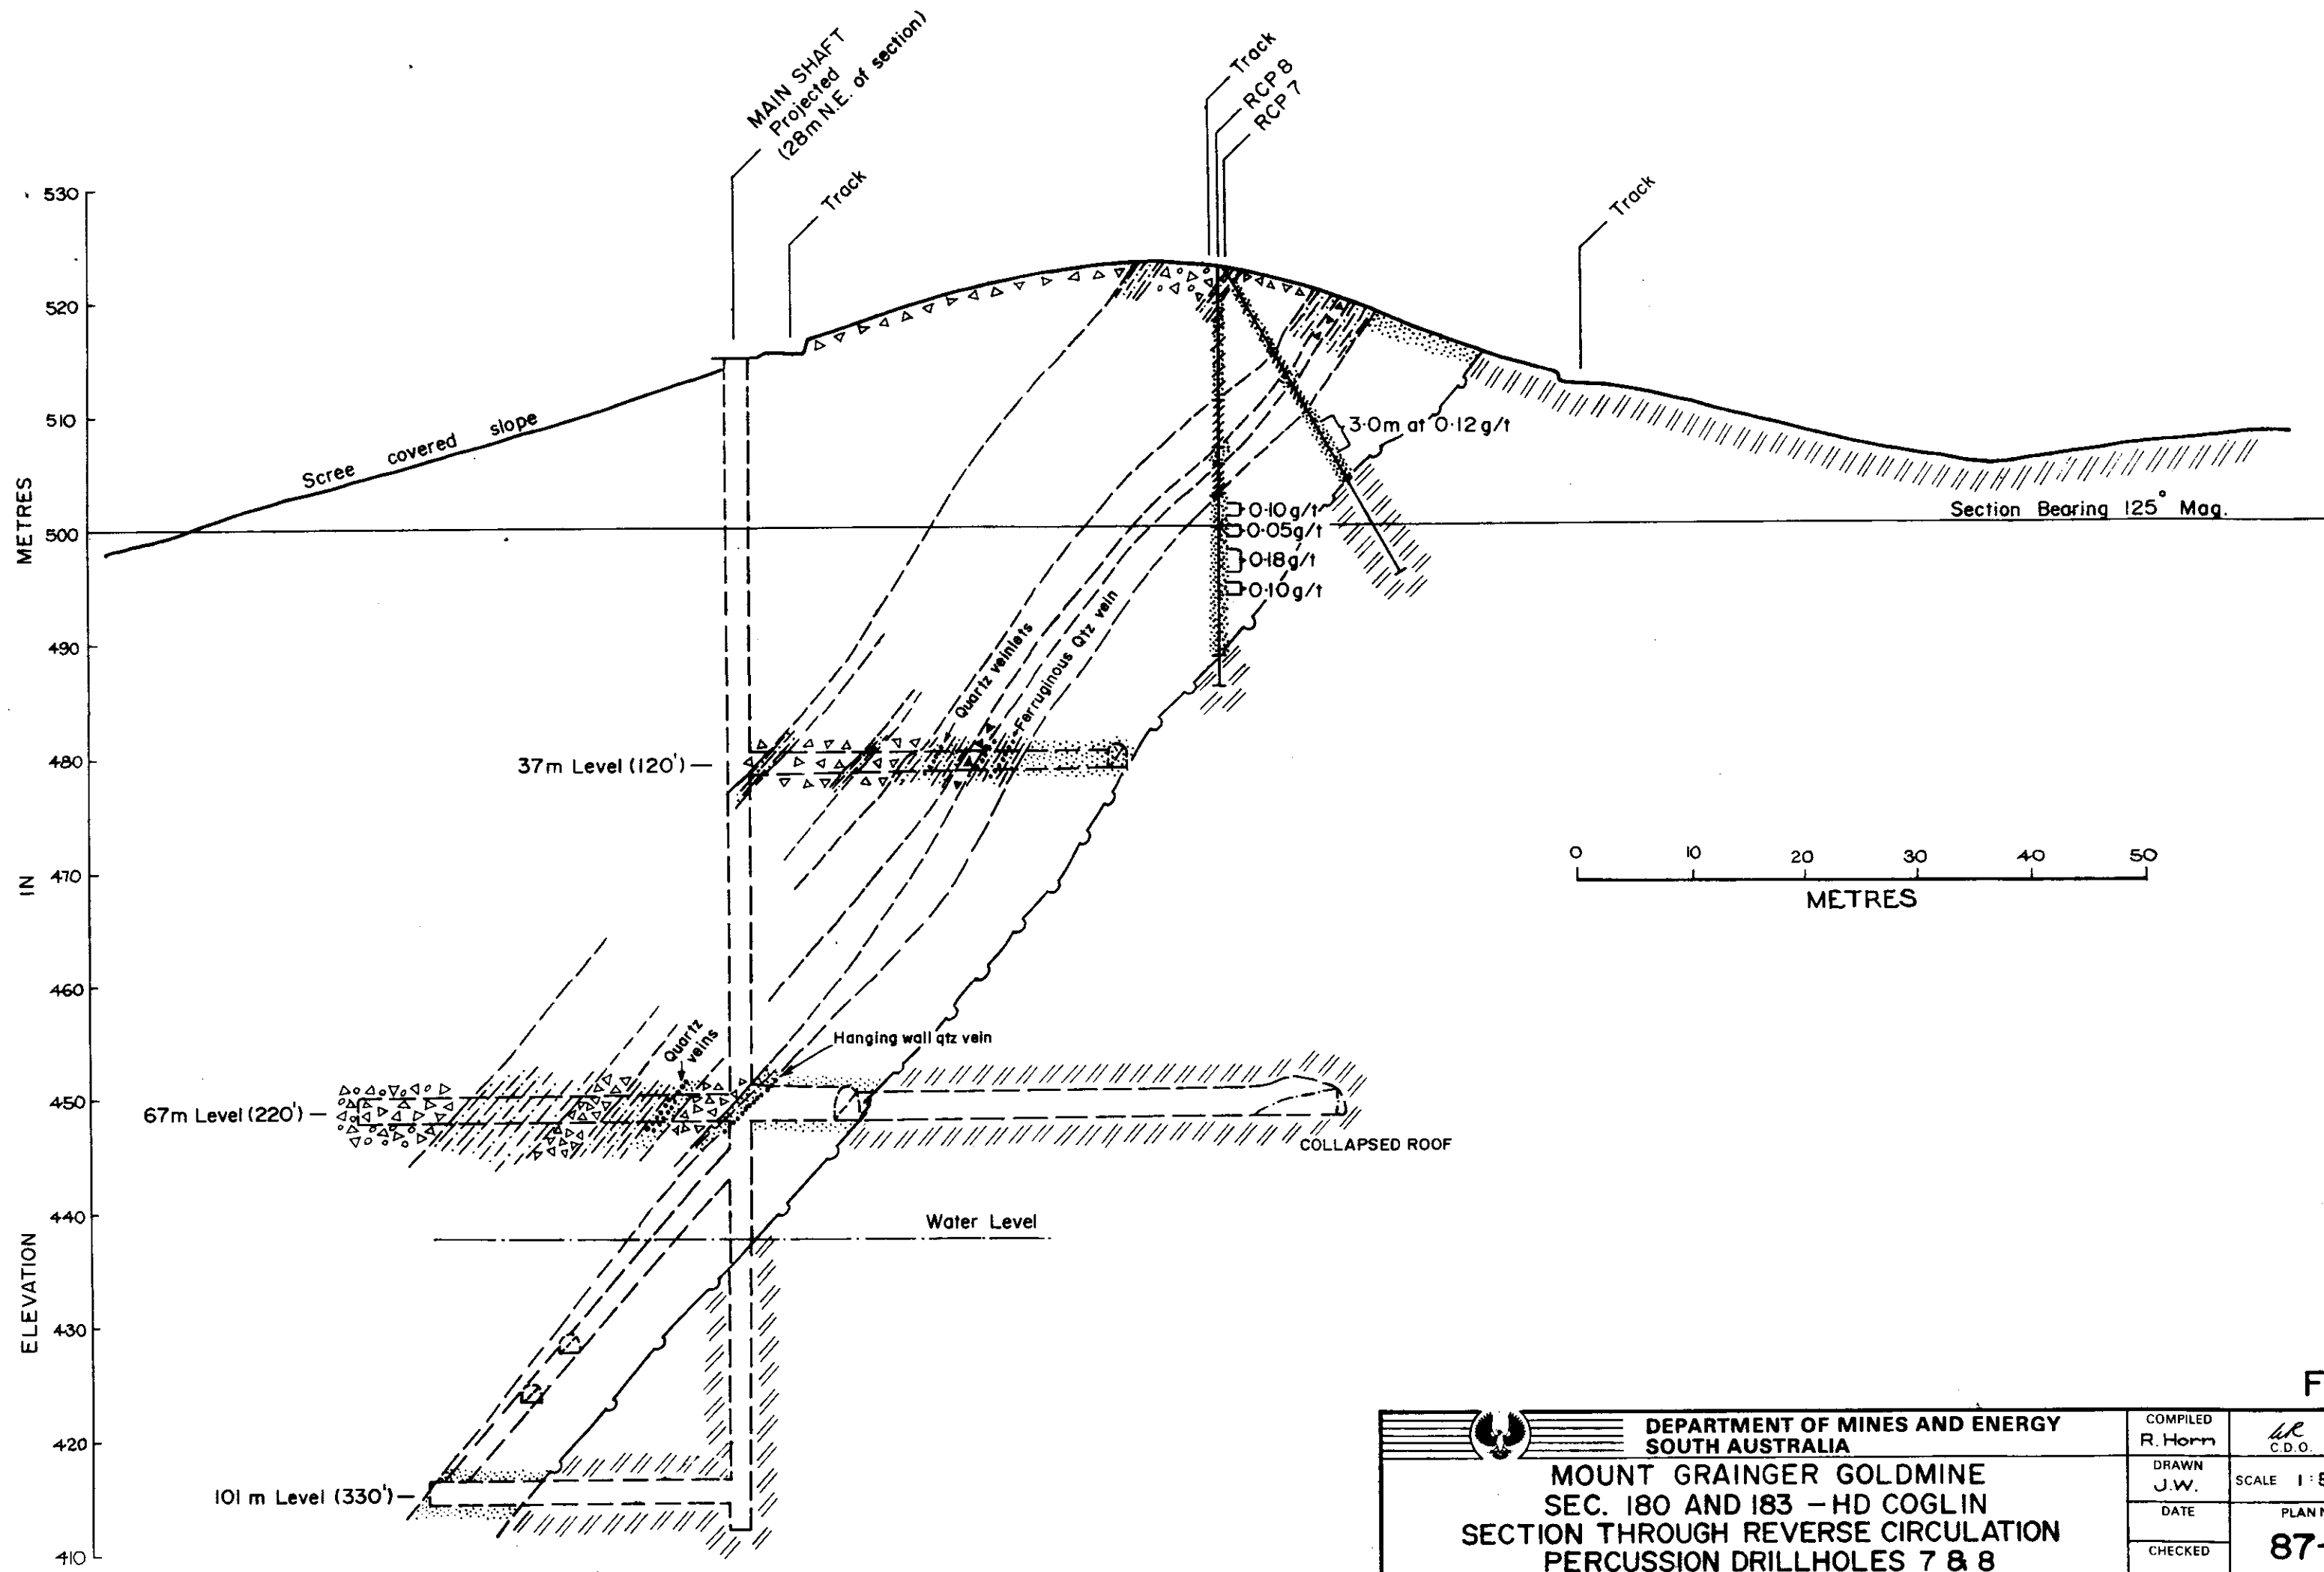 MAIN SHAFT
Projected
(28m N.E. of section)
Track
Track
RCP 8
RCP 7
Track
530
520
510
500
490
480
470
460
450
440
430
420
410
METRES
IN
ELEVATION
Scree covered slope
3·0m at 0·12g/t
0·10g/t
0·05g/t
0·18g/t
0·10g/t
Section Bearing 125° Mag.
Quartz veinlets
Ferruginous Qtz vein
37m Level (120')
0 10 20 30 40 50
METRES
Quartz
veins
Hanging wall qtz vein
67m Level (220')
COLLAPSED ROOF
Water Level
101 m Level (330')
F
DEPARTMENT OF MINES AND ENERGY
SOUTH AUSTRALIA
MOUNT GRAINGER GOLDMINE
SEC. 180 AND 183 – HD COGLIN
SECTION THROUGH REVERSE CIRCULATION
PERCUSSION DRILLHOLES 7 & 8
COMPILED
R. Horn
C.D.O.
DRAWN
J.W.
SCALE 1:5
DATE
PLAN N
87-
CHECKED